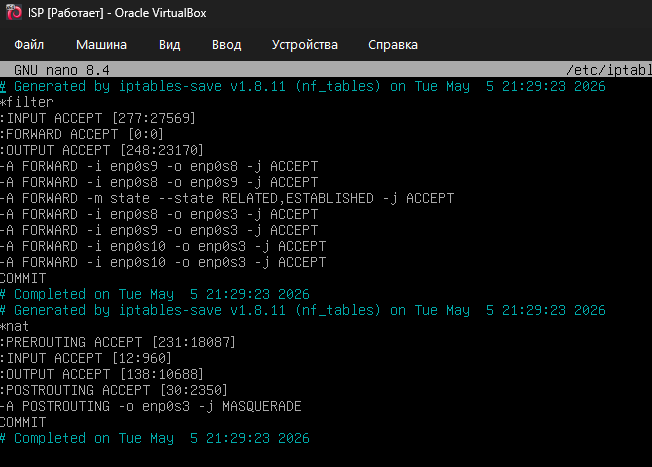 ISP [Работает] - Oracle VirtualBox
Файл Машина Вид Ввод Устройства Справка
GNU nano 8.4 /etc/iptabl
# Generated by iptables-save v1.8.11 (nf_tables) on Tue May  5 21:29:23 2026
*filter
:INPUT ACCEPT [277:27569]
:FORWARD ACCEPT [0:0]
:OUTPUT ACCEPT [248:23170]
-A FORWARD -i enp0s9 -o enp0s8 -j ACCEPT
-A FORWARD -i enp0s8 -o enp0s9 -j ACCEPT
-A FORWARD -m state --state RELATED,ESTABLISHED -j ACCEPT
-A FORWARD -i enp0s8 -o enp0s3 -j ACCEPT
-A FORWARD -i enp0s9 -o enp0s3 -j ACCEPT
-A FORWARD -i enp0s10 -o enp0s3 -j ACCEPT
-A FORWARD -i enp0s10 -o enp0s3 -j ACCEPT
COMMIT
# Completed on Tue May  5 21:29:23 2026
# Generated by iptables-save v1.8.11 (nf_tables) on Tue May  5 21:29:23 2026
*nat
:PREROUTING ACCEPT [231:18087]
:INPUT ACCEPT [12:960]
:OUTPUT ACCEPT [138:10688]
:POSTROUTING ACCEPT [30:2350]
-A POSTROUTING -o enp0s3 -j MASQUERADE
COMMIT
# Completed on Tue May  5 21:29:23 2026